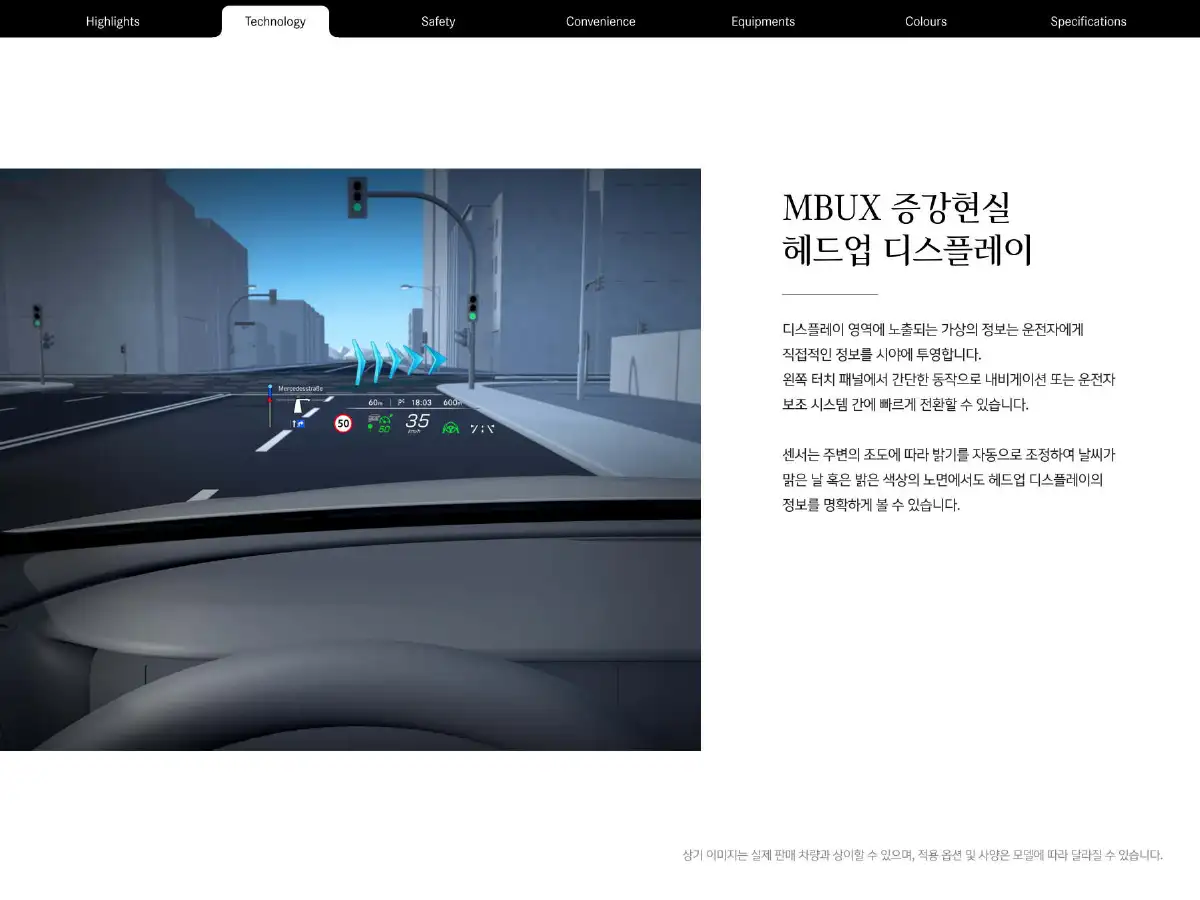 Highlights
Technology
Safety
Convenience
Equipments
Colours
Specifications
MBUX 증강현실
헤드업 디스플레이
디스플레이 영역에 노출되는 가상의 정보는 운전자에게
직접적인 정보를 시야에 투영합니다.
왼쪽 터치 패널에서 간단한 동작으로 내비게이션 또는 운전자
보조 시스템 간에 빠르게 전환할 수 있습니다.
센서는 주변의 조도에 따라 밝기를 자동으로 조정하여 날씨가
맑은 날 혹은 밝은 색상의 노면에서도 헤드업 디스플레이의
정보를 명확하게 볼 수 있습니다.
Mercedesstraße
60m 18:03 600m
50
50
35
km/h
상기 이미지는 실제 판매 차량과 상이할 수 있으며, 적용 옵션 및 사양은 모델에 따라 달라질 수 있습니다.